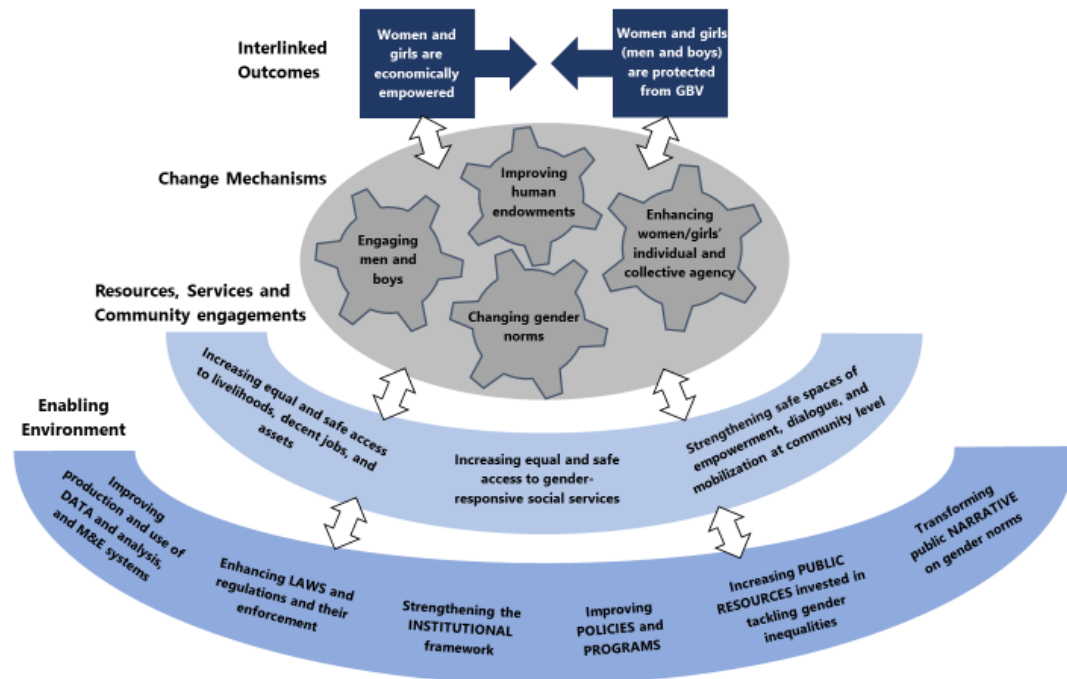 Interlinked
Outcomes
Women and
girls are
economically
empowered
Women and girls
(men and boys)
are protected
from GBV
Change Mechanisms
Improving
human
endowments
Engaging
men and
boys
Enhancing
women/girls'
individual and
collective agency
Changing gender
norms
Resources, Services and
Community engagements
Increasing equal and safe access
to livelihoods, decent jobs, and
assets
Increasing equal and safe
access to gender-
responsive social services
Strengthening safe spaces of
empowerment, dialogue, and
mobilization at community level
Enabling
Environment
Improving
production and use of
DATA and analysis,
and M&E systems
Enhancing LAWS and
regulations and their
enforcement
Strengthening the
INSTITUTIONAL
framework
Improving
POLICIES and
PROGRAMS
Increasing PUBLIC
RESOURCES invested in
tackling gender
inequalities
Transforming
public NARRATIVE
on gender norms